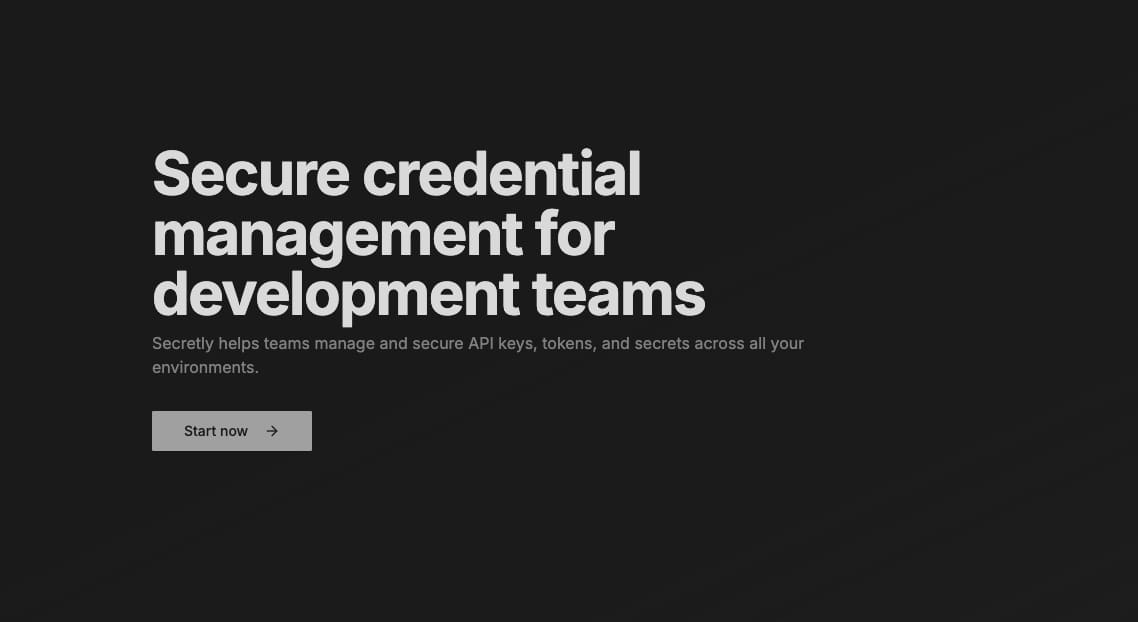 Secure credential
management for
development teams
Secretly helps teams manage and secure API keys, tokens, and secrets across all your
environments.
Start now